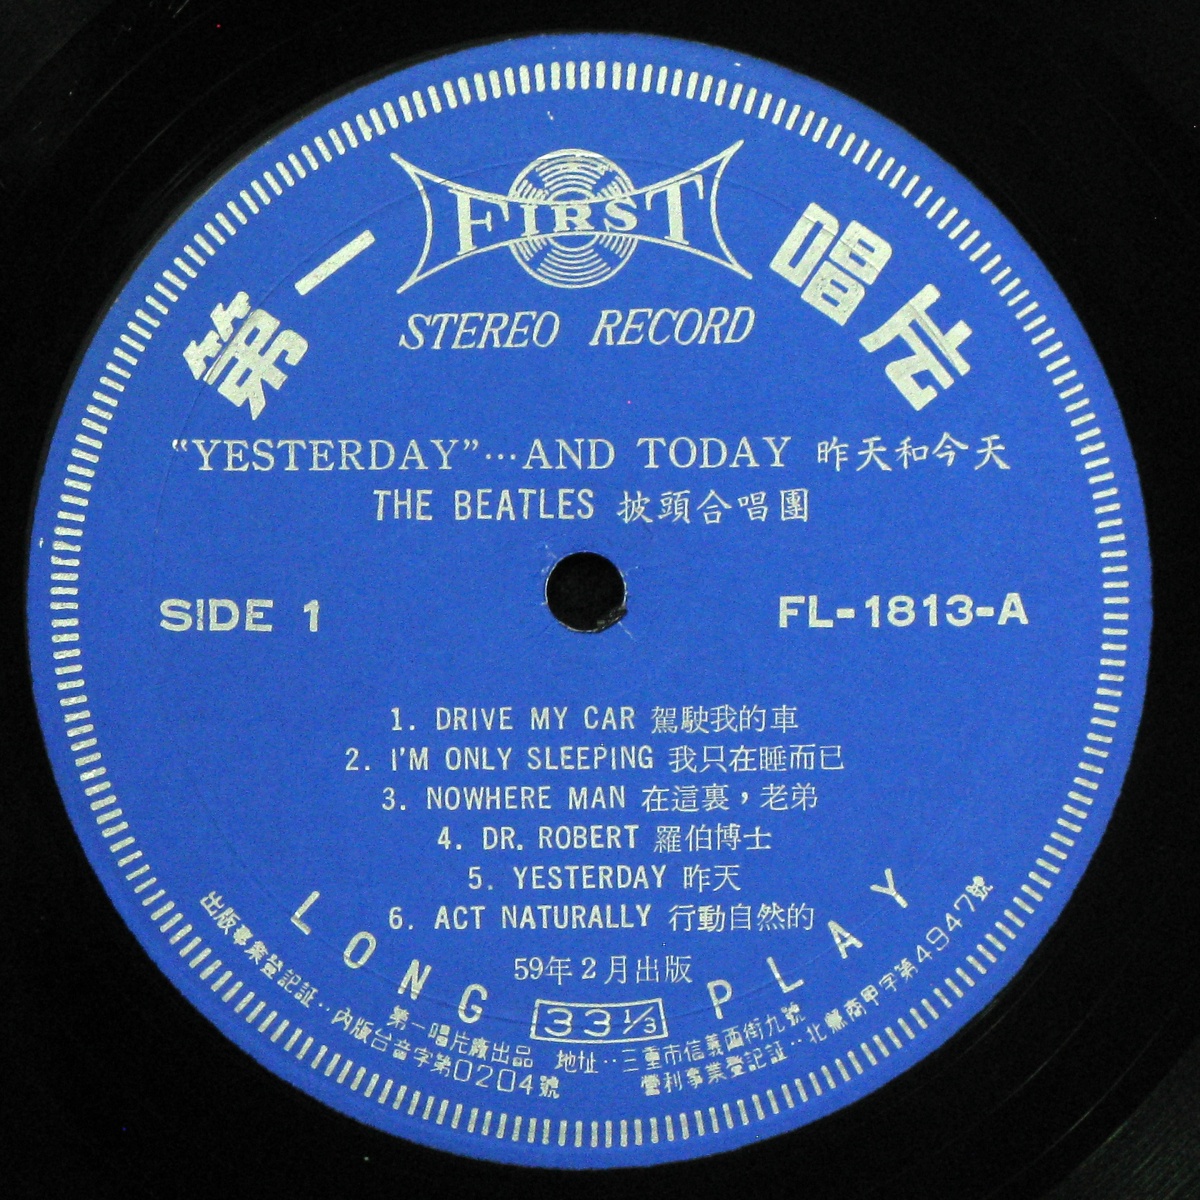 FIRST
第一唱片
STEREO RECORD
“YESTERDAY”…AND TODAY 昨天和今天
THE BEATLES 披頭合唱團
SIDE 1
FL-1813-A
1. DRIVE MY CAR 駕駛我的車
2. I'M ONLY SLEEPING 我只在睡而已
3. NOWHERE MAN 在這裏，老弟
4. DR. ROBERT 羅伯博士
5. YESTERDAY 昨天
6. ACT NATURALLY 行動自然的
59年2月出版
LONG PLAY
33⅓
第一唱片廠出品 地址：三重市信義西街九號
出版事業登記証：內版台音字第0204號
營利事業登記証：北縣商甲字第4947號